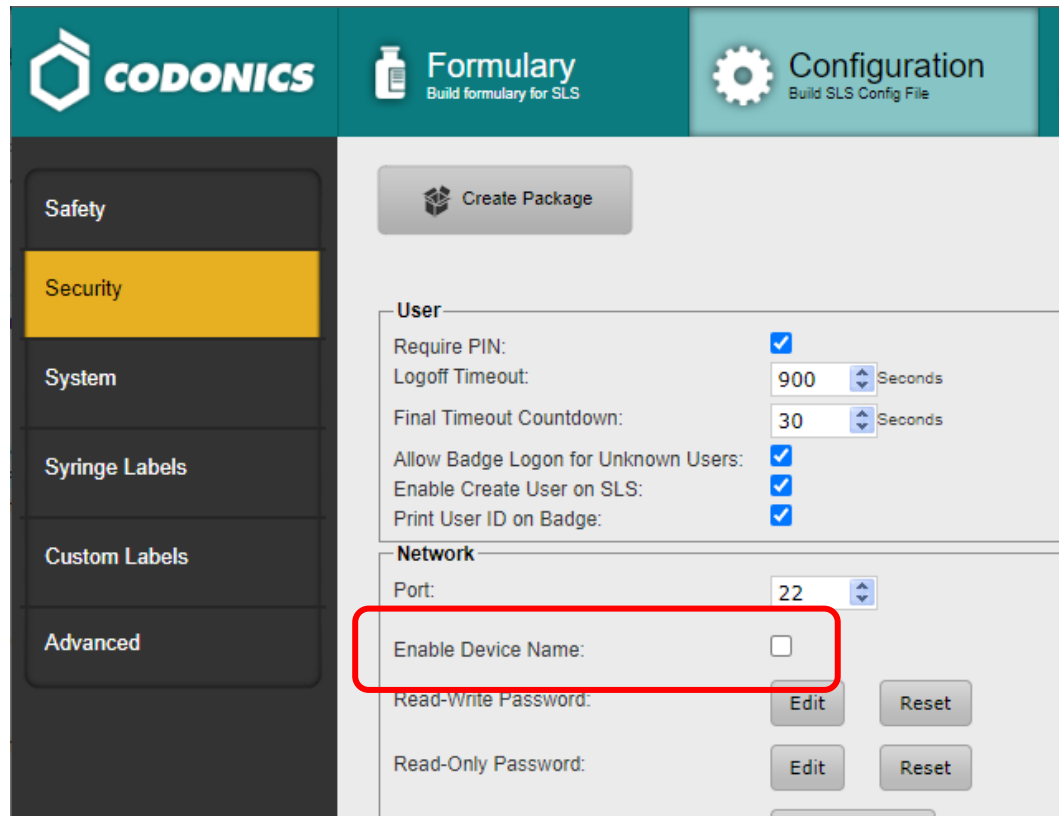 CODONICS
Formulary
Build formulary for SLS
Configuration
Build SLS Config File
Safety
Security
System
Syringe Labels
Custom Labels
Advanced
Create Package
User
Require PIN:
Logoff Timeout: 900 Seconds
Final Timeout Countdown: 30 Seconds
Allow Badge Logon for Unknown Users:
Enable Create User on SLS:
Print User ID on Badge:
Network
Port: 22
Enable Device Name:
Read-Write Password: Edit Reset
Read-Only Password: Edit Reset